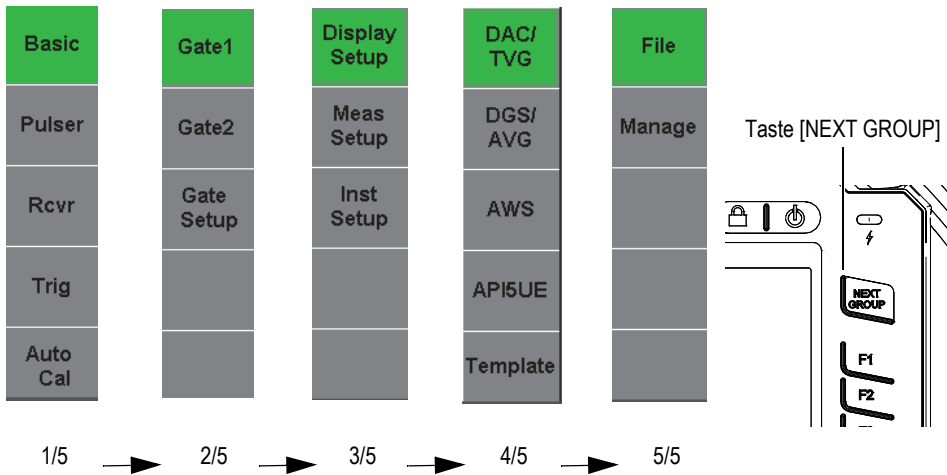 Basic
Pulser
Rcvr
Trig
Auto
Cal
1/5
Gate1
Gate2
Gate
Setup
2/5
Display
Setup
Meas
Setup
Inst
Setup
3/5
DAC/
TVG
DGS/
AVG
AWS
API5UE
Template
4/5
File
Manage
5/5
Taste [NEXT GROUP]
NEXT
GROUP
F1
F2